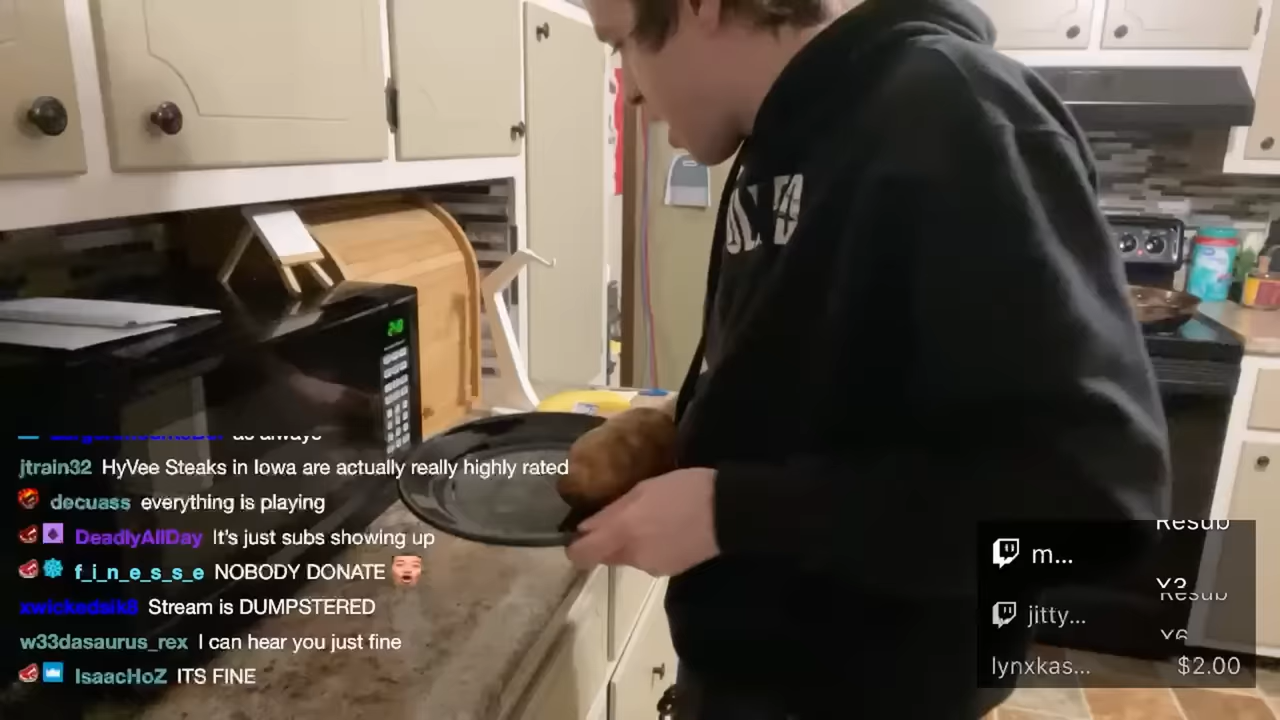 as always
jtrain32 HyVee Steaks in Iowa are actually really highly rated
decuass everything is playing
DeadlyAllDay It's just subs showing up
f_i_n_e_s_s_e NOBODY DONATE
xwickedsik8 Stream is DUMPSTERED
w33dasaurus_rex I can hear you just fine
IsaacHoZ ITS FINE
Resub
m...
X3
Resub
jitty...
X6
lynxkas... $2.00